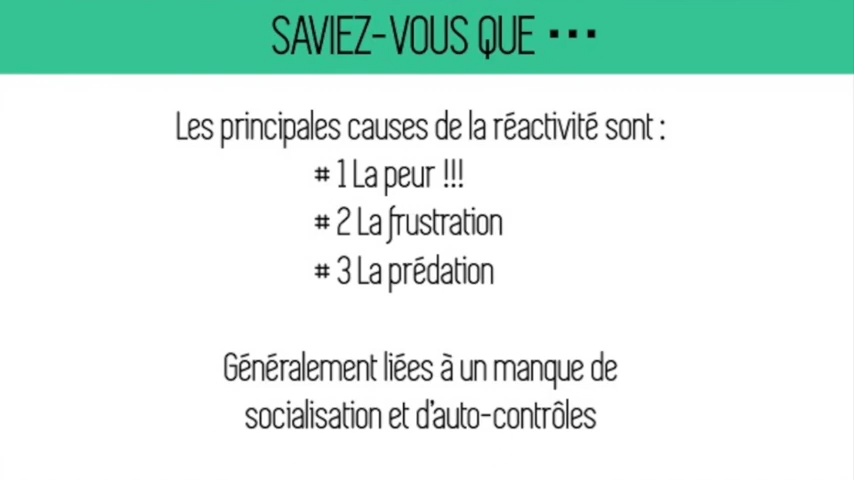 SAVIEZ-VOUS QUE ...
Les principales causes de la réactivité sont :
# 1 La peur !!!
# 2 La frustration
# 3 La prédation
Généralement liées à un manque de
socialisation et d'auto-contrôles